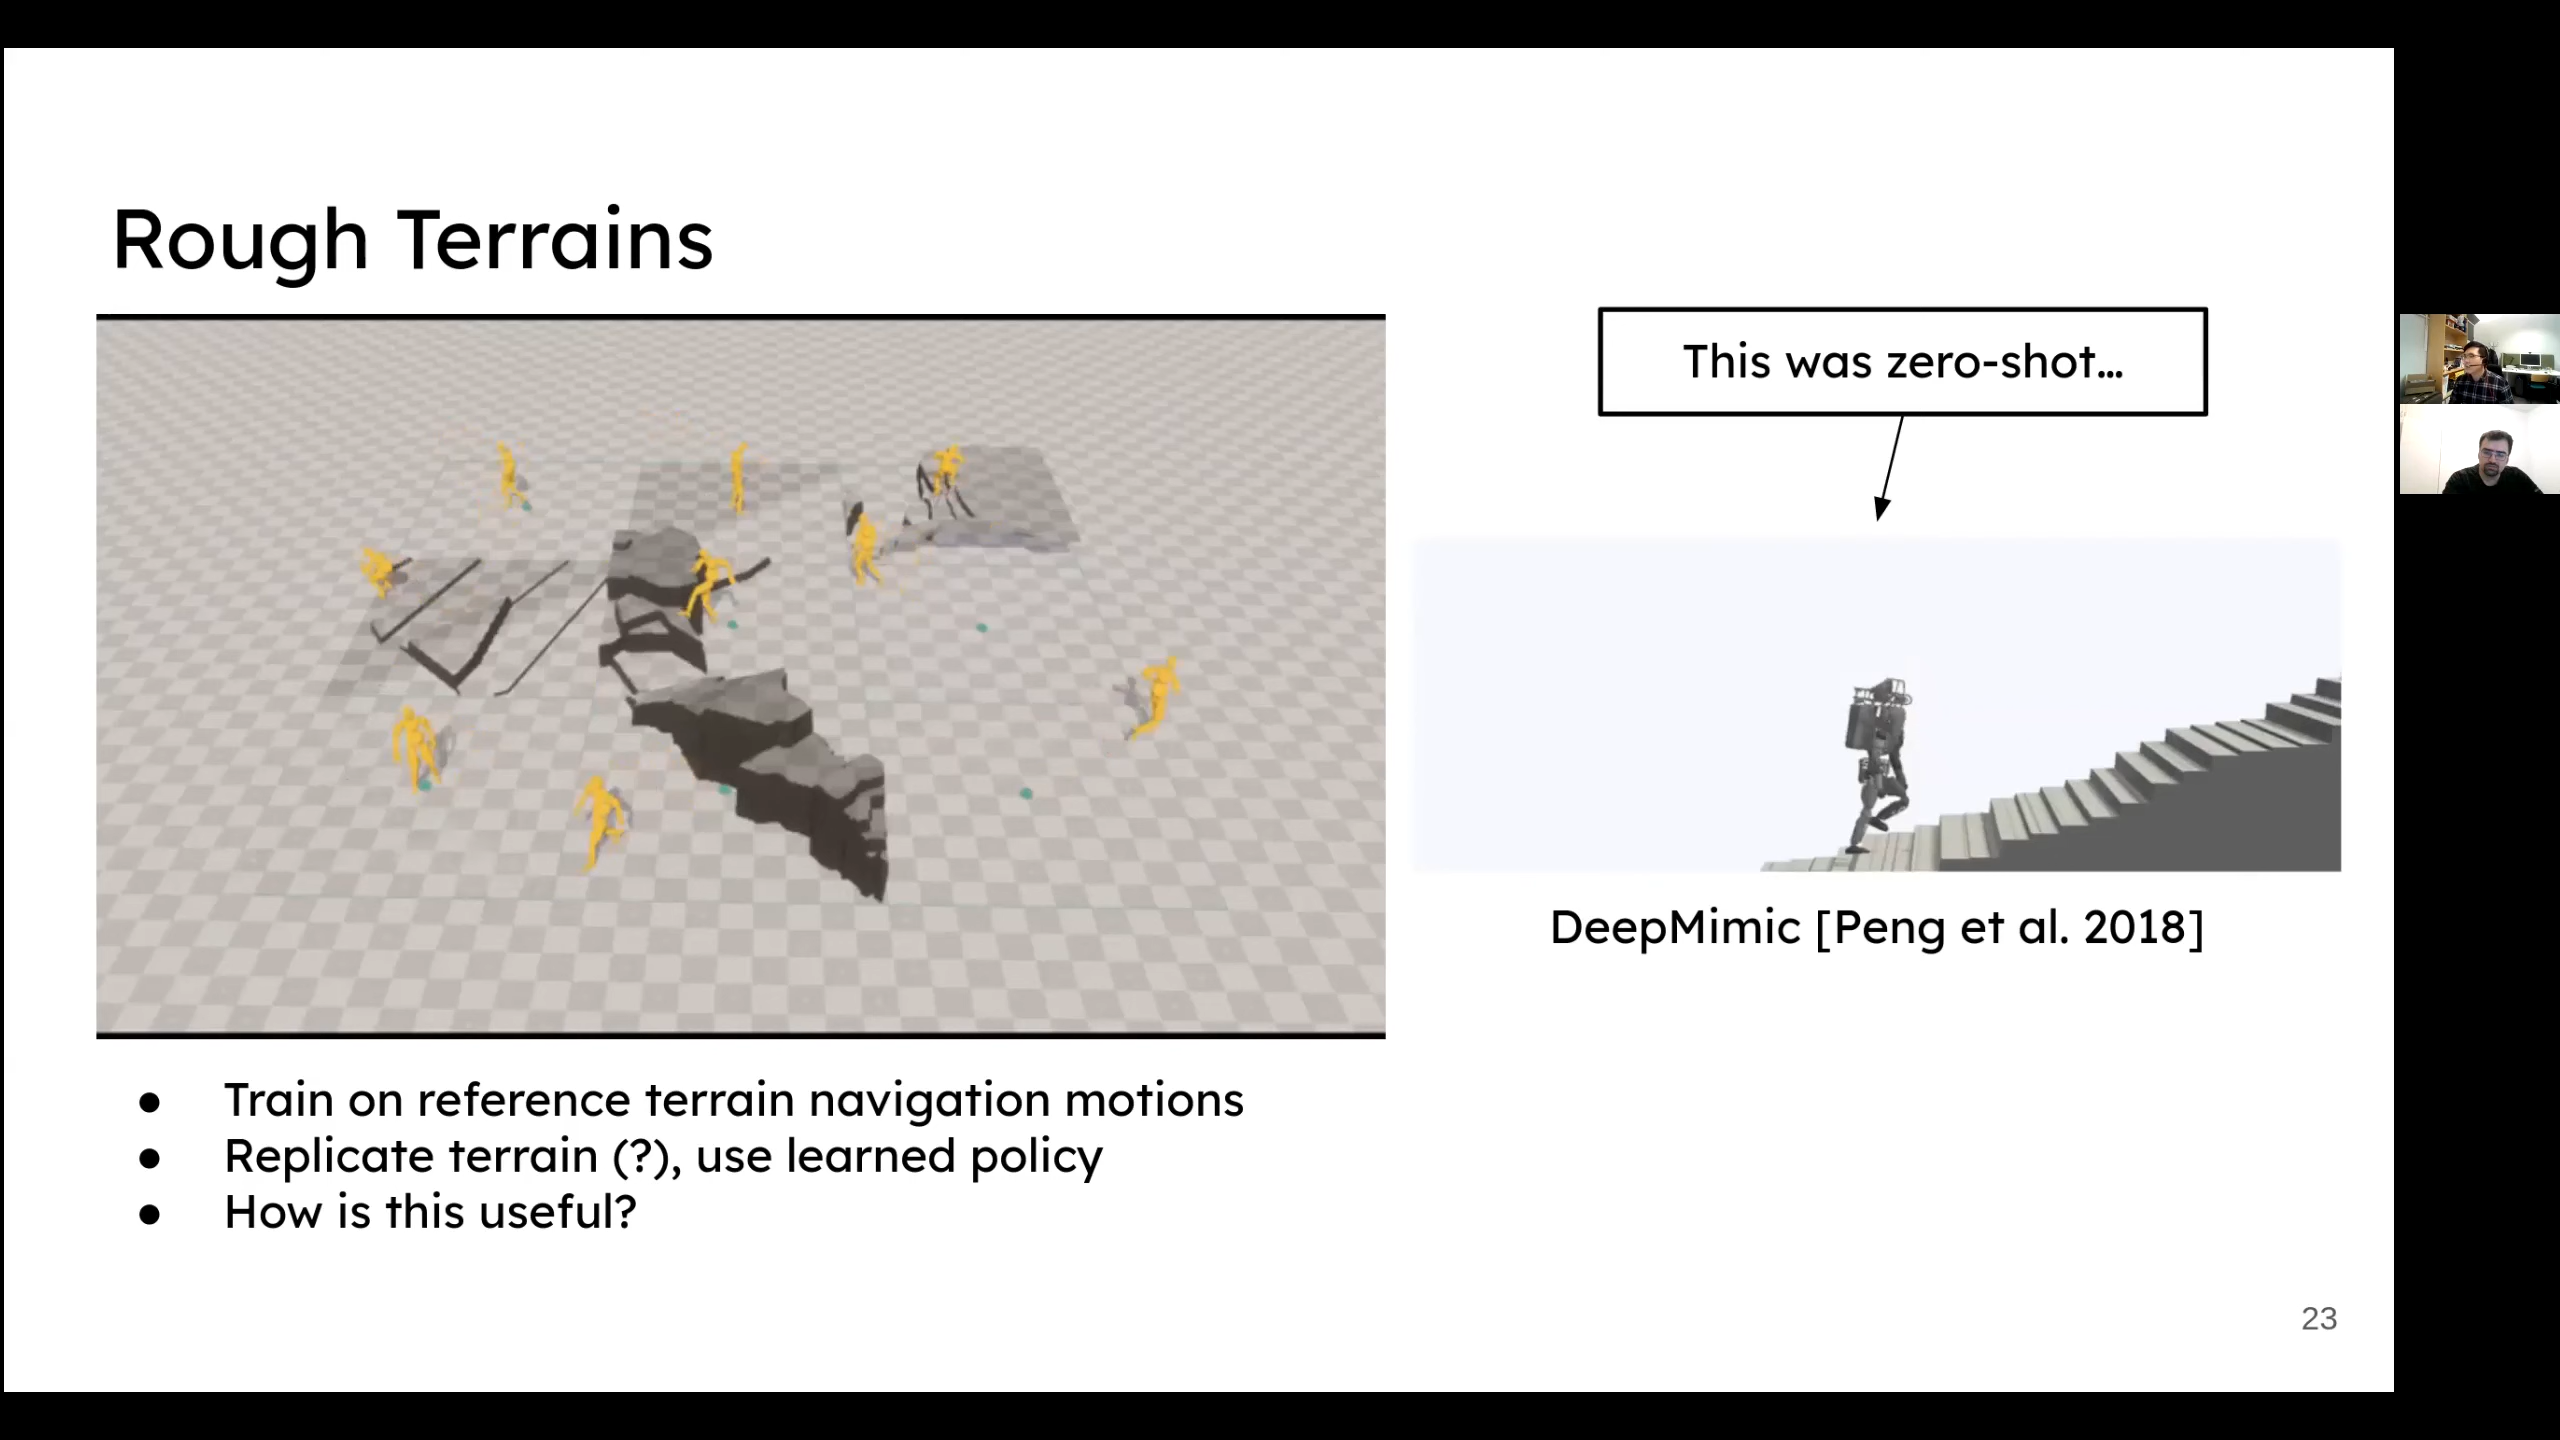 Rough Terrains
This was zero-shot...
DeepMimic [Peng et al. 2018]
● Train on reference terrain navigation motions
● Replicate terrain (?), use learned policy
● How is this useful?
23